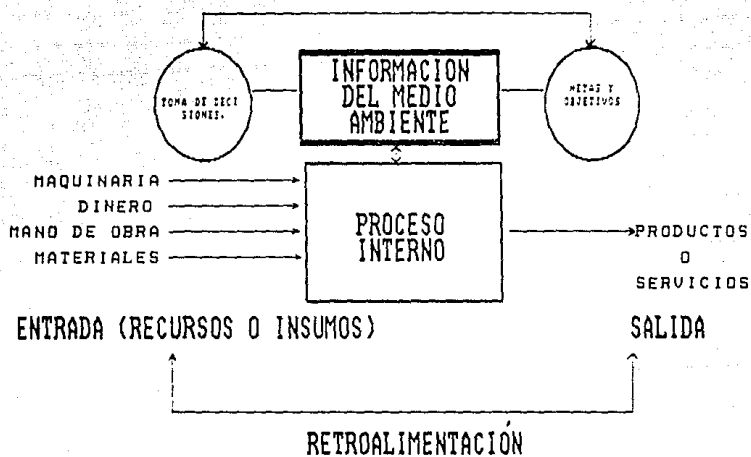 INFORMACION
DEL MEDIO
AMBIENTE
TOMA DE DECI
SIONES.
METAS Y
OBJETIVOS
MAQUINARIA
DINERO
MANO DE OBRA
MATERIALES
PROCESO
INTERNO
PRODUCTOS
O
SERVICIOS
ENTRADA (RECURSOS O INSUMOS)
SALIDA
RETROALIMENTACIÓN